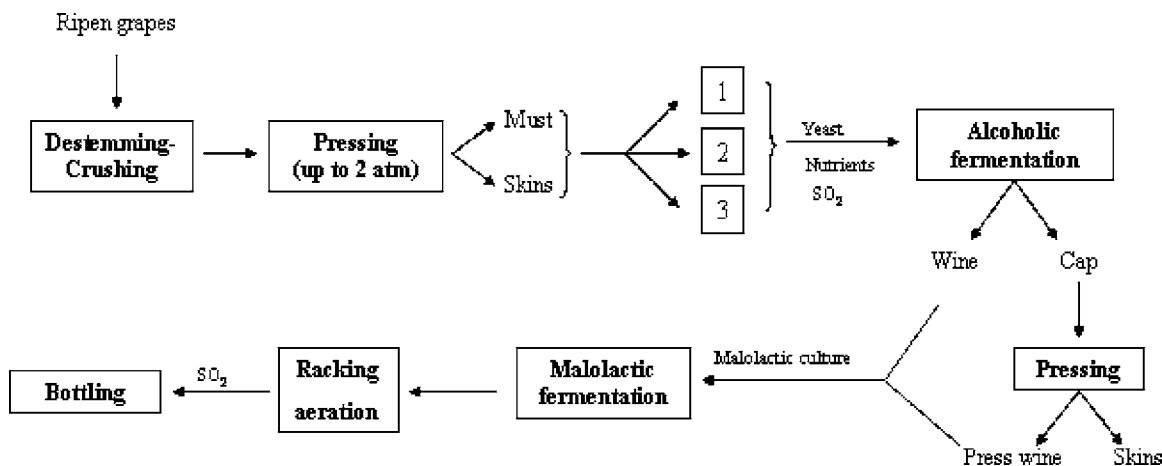 Ripen grapes
Destemming-
Crushing
Pressing
(up to 2 atm)
Must
Skins
1
2
3
Yeast
Nutrients
SO₂
Alcoholic
fermentation
Wine
Cap
Pressing
Press wine
Skins
Malolactic culture
Malolactic
fermentation
Racking
aeration
SO₂
Bottling